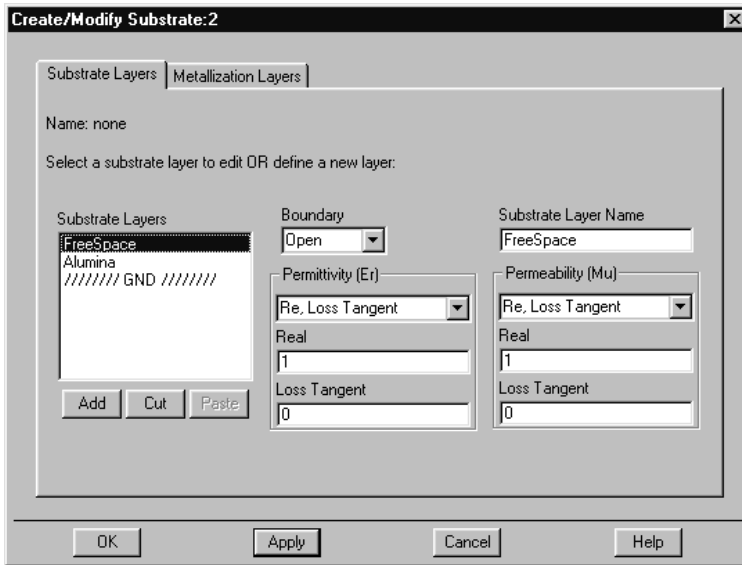 Create/Modify Substrate:2
Substrate Layers
Metallization Layers
Name: none
Select a substrate layer to edit OR define a new layer:
Substrate Layers
FreeSpace
Alumina
//////// GND ////////
Add
Cut
Paste
Boundary
Open
Permittivity (Er)
Re, Loss Tangent
Real
1
Loss Tangent
0
Substrate Layer Name
FreeSpace
Permeability (Mu)
Re, Loss Tangent
Real
1
Loss Tangent
0
OK
Apply
Cancel
Help